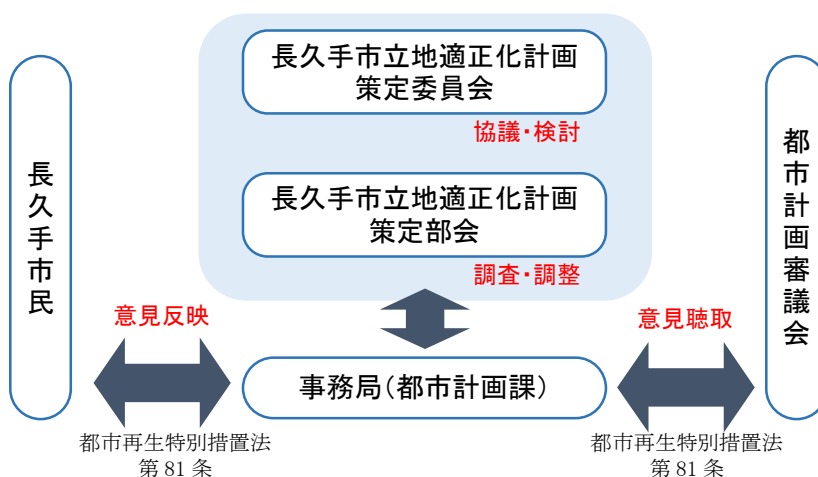 長久手市立地適正化計画
策定委員会
協議・検討
長久手市立地適正化計画
策定部会
調査・調整
長久手市民
意見反映
都市再生特別措置法
第 81 条
事務局（都市計画課）
意見聴取
都市再生特別措置法
第 81 条
都市計画審議会